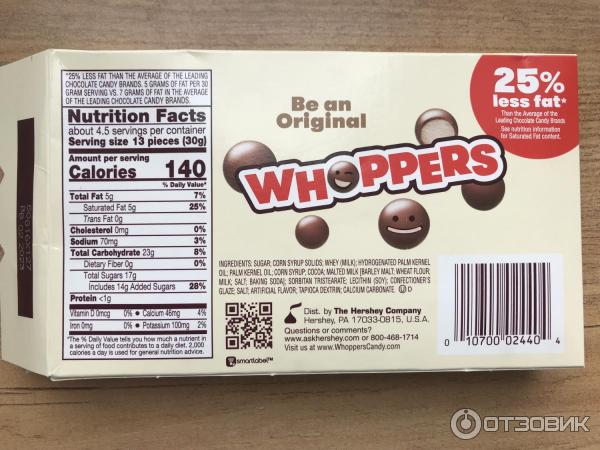 *25% LESS FAT THAN THE AVERAGE OF THE LEADING
CHOCOLATE CANDY BRANDS. 5 GRAMS OF FAT PER 30
GRAM SERVING VS. 7 GRAMS OF FAT IN THE AVERAGE
OF THE LEADING CHOCOLATE CANDY BRANDS.
Nutrition Facts
about 4.5 servings per container
Serving size 13 pieces (30g)
Amount per serving
Calories 140
% Daily Value*
Total Fat 5g 7%
Saturated Fat 5g 25%
Trans Fat 0g
Cholesterol 0mg 0%
Sodium 70mg 3%
Total Carbohydrate 23g 8%
Dietary Fiber 0g 0%
Total Sugars 17g
Includes 14g Added Sugars 28%
Protein <1g
Vitamin D 0mcg 0% • Calcium 46mg 4%
Iron 0mg 0% • Potassium 100mg 2%
*The % Daily Value tells you how much a nutrient in
a serving of food contributes to a daily diet. 2,000
calories a day is used for general nutrition advice.
Be an
Original
WHOPPERS
25%
less fat*
Than the Average of the
Leading Chocolate Candy Brands
See nutrition information
for Saturated Fat content.
INGREDIENTS: SUGAR; CORN SYRUP SOLIDS; WHEY (MILK); HYDROGENATED PALM KERNEL
OIL; PALM KERNEL OIL; CORN SYRUP; COCOA; MALTED MILK [BARLEY MALT; WHEAT FLOUR;
MILK; SALT; BAKING SODA]; SORBITAN TRISTEARATE; LECITHIN (SOY); CONFECTIONER'S
GLAZE; SALT; ARTIFICIAL FLAVOR; TAPIOCA DEXTRIN; CALCIUM CARBONATE. Ⓤ D
Dist. by The Hershey Company
Hershey, PA 17033-0815, U.S.A.
Questions or comments?
www.askhershey.com or 800-468-1714
Visit us at www.WhoppersCandy.com
smartlabel™
0 10700 02440 4
ОТЗОВИК